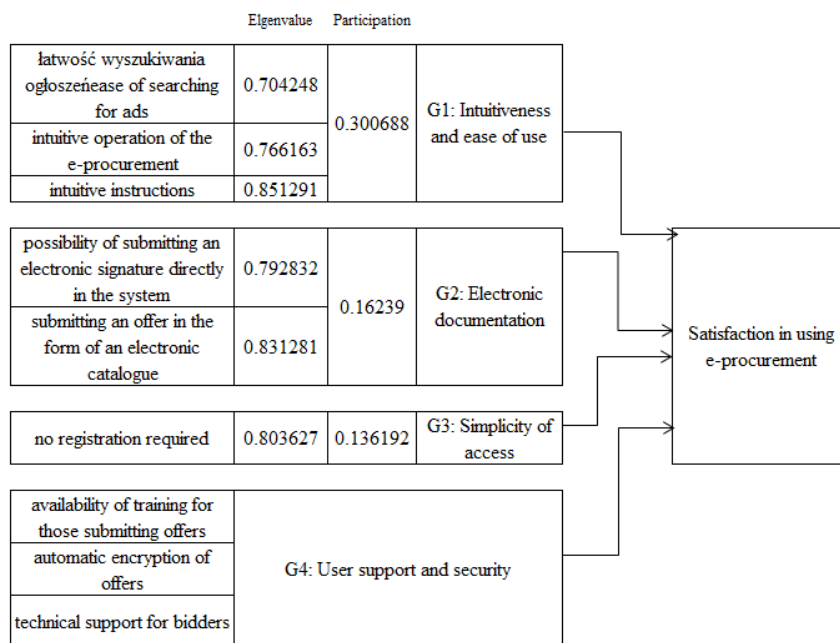 Elgenvalue Participation
łatwość wyszukiwania
ogłoszeńease of searching
for ads
0.704248
intuitive operation of the
e-procurement
0.766163
intuitive instructions
0.851291
0.300688
G1: Intuitiveness
and ease of use
possibility of submitting an
electronic signature directly
in the system
0.792832
submitting an offer in the
form of an electronic
catalogue
0.831281
0.16239
G2: Electronic
documentation
no registration required
0.803627
0.136192
G3: Simplicity of
access
availability of training for
those submitting offers
automatic encryption of
offers
technical support for bidders
G4: User support and security
Satisfaction in using
e-procurement